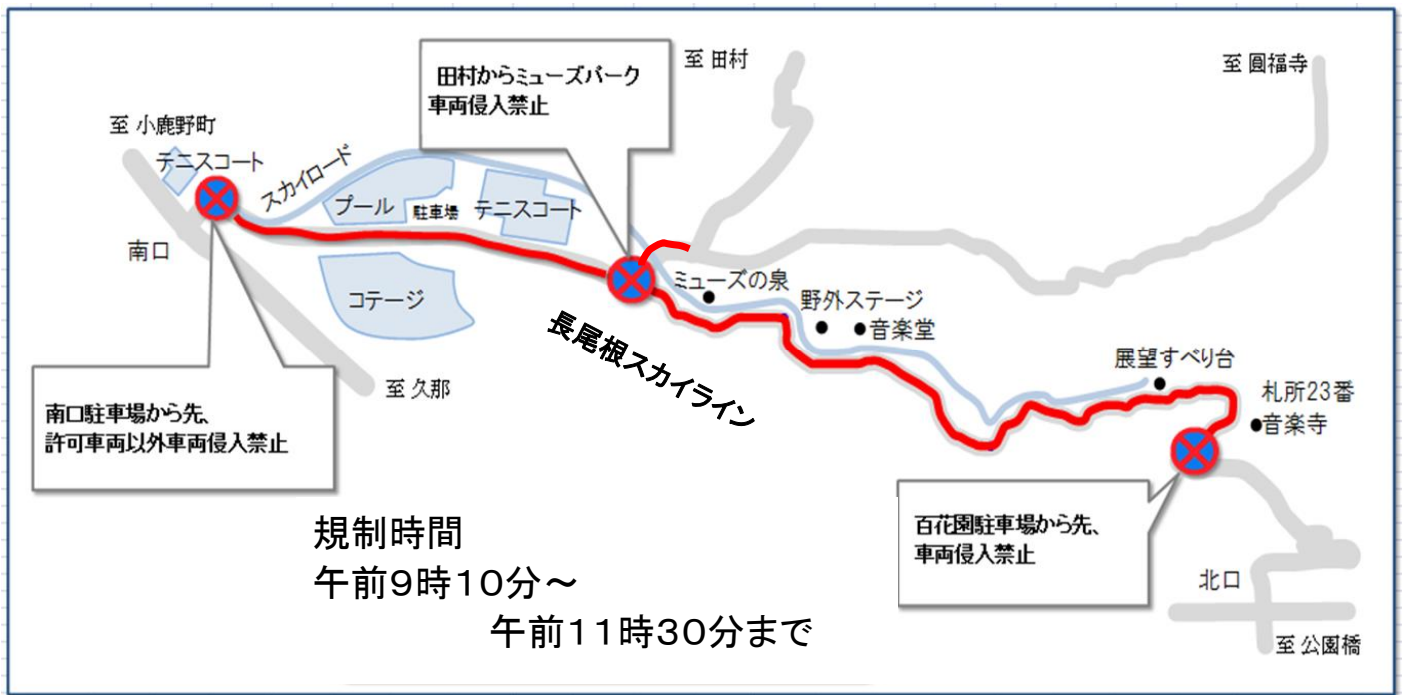 田村からミューズパーク
車両侵入禁止
至 田村
至 圓福寺
至 小鹿野町
テニスコート
スカイロード
プール
駐車場
テニスコート
南口
コテージ
ミューズの泉
野外ステージ
音楽堂
長尾根スカイライン
至 久那
展望すべり台
札所23番
音楽寺
南口駐車場から先、
許可車両以外車両侵入禁止
百花園駐車場から先、
車両侵入禁止
規制時間
午前9時10分～
午前11時30分まで
北口
至 公園橋